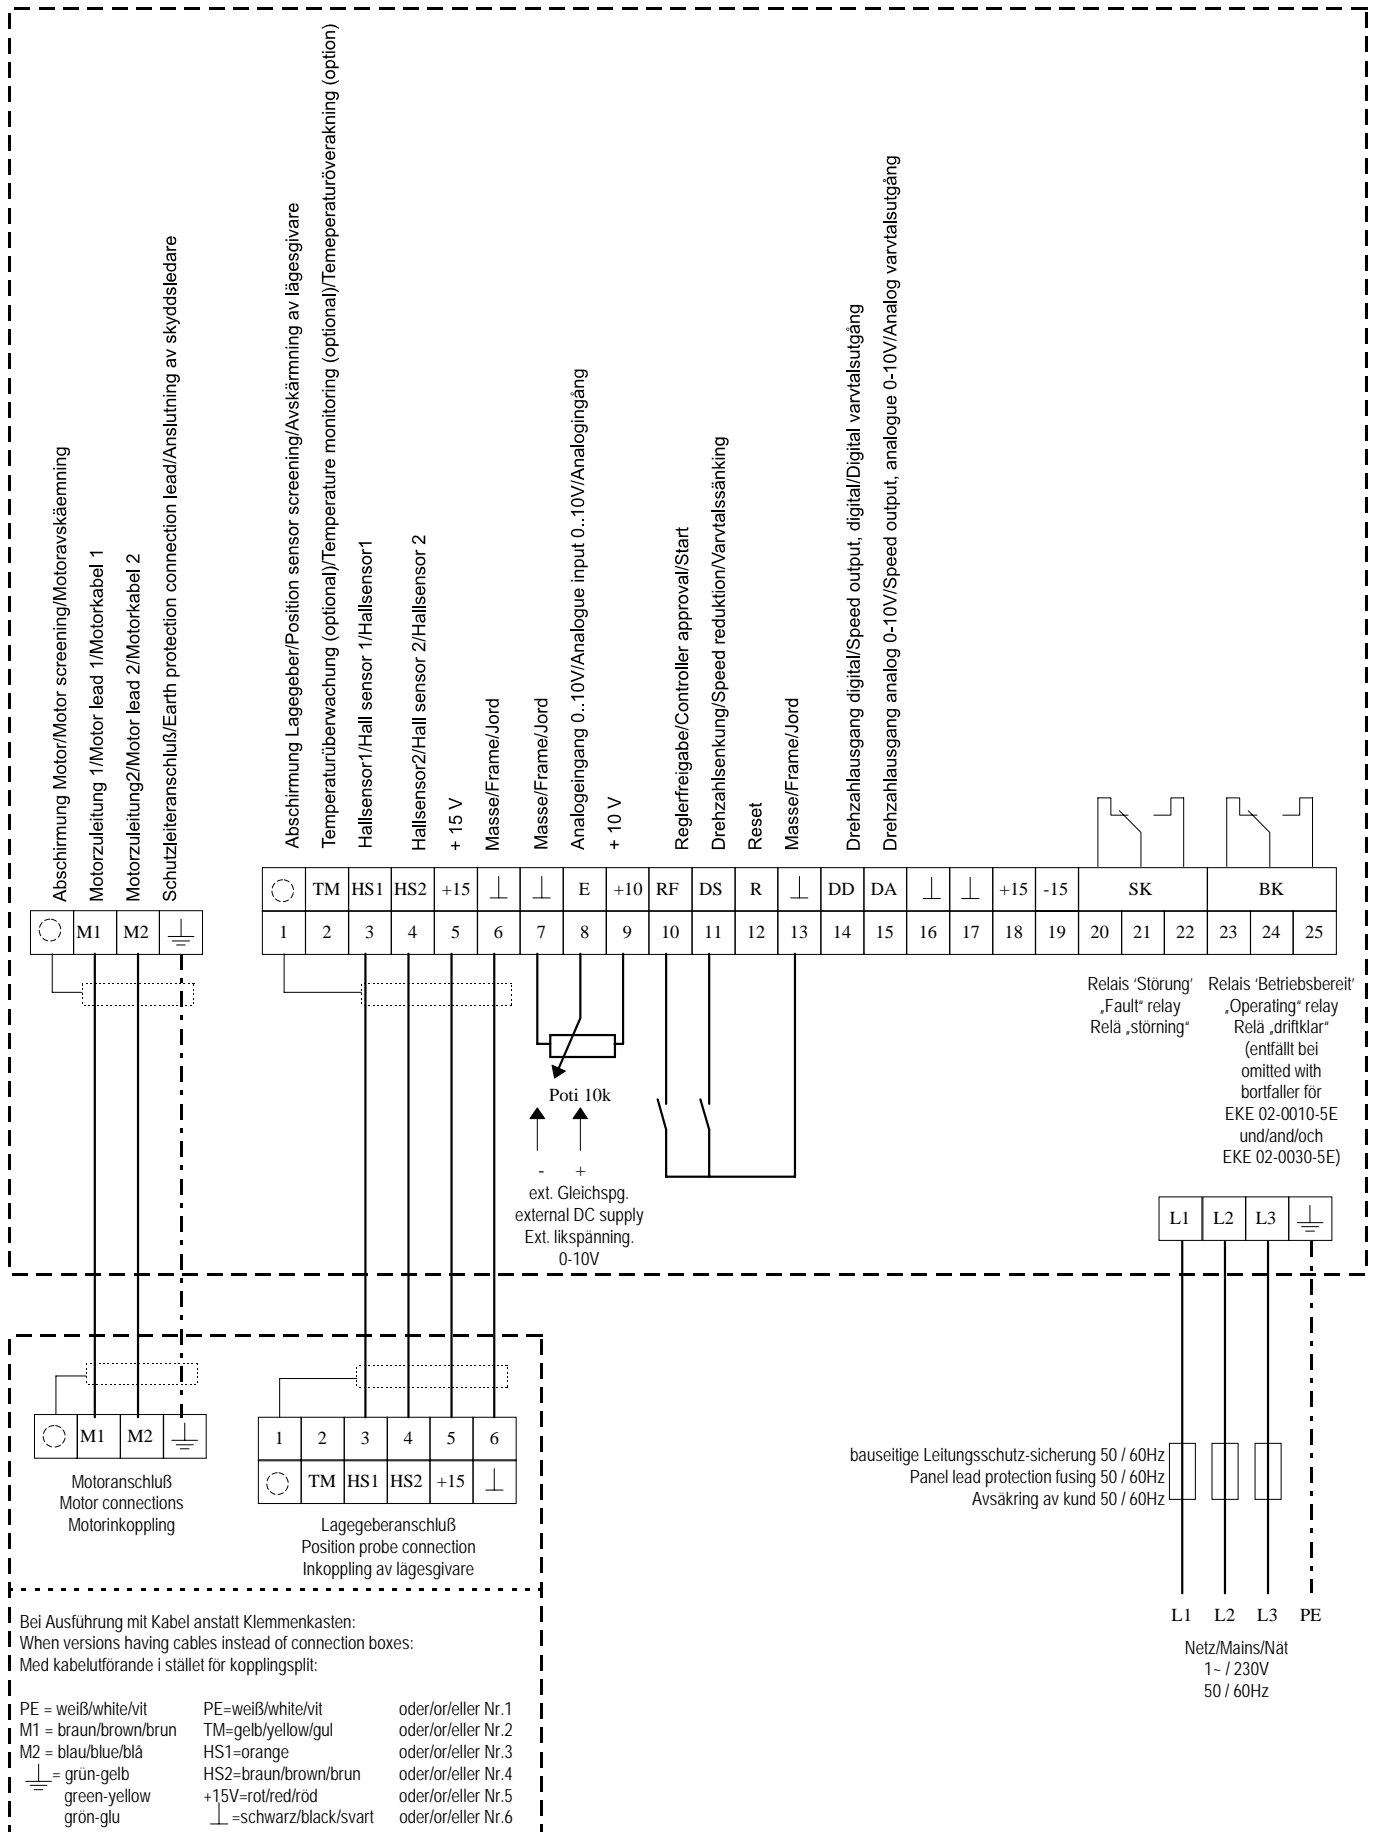 Abschirmung Motor/Motor screening/Motoravskäemning
Motorzuleitung 1/Motor lead 1/Motorkabel 1
Motorzuleitung2/Motor lead 2/Motorkabel 2
Schutzleiteranschluß/Earth protection connection lead/Anslutning av skyddsledare
Abschirmung Lagegeber/Position sensor screening/Avskärmning av lägesgivare
Temperaturüberwachung (optional)/Temperature monitoring (optional)/Temeperaturöverakning (option)
Hallsensor1/Hall sensor 1/Hallsensor1
Hallsensor2/Hall sensor 2/Hallsensor 2
+ 15 V
Masse/Frame/Jord
Masse/Frame/Jord
Analogeingang 0..10V/Analogue input 0..10V/Analogingång
+ 10 V
Reglerfreigabe/Controller approval/Start
Drehzahlsenkung/Speed reduktion/Varvtalssänking
Reset
Masse/Frame/Jord
Drehzahlausgang digital/Speed output, digital/Digital varvtalsutgång
Drehzahlausgang analog 0-10V/Speed output, analogue 0-10V/Analog varvtalsutgång
M1 M2
TM HS1 HS2 +15 E +10 RF DS R DD DA +15 -15 SK BK
1 2 3 4 5 6 7 8 9 10 11 12 13 14 15 16 17 18 19 20 21 22 23 24 25
Relais 'Störung'
„Fault“ relay
Relä „störning“
Relais 'Betriebsbereit'
„Operating“ relay
Relä „driftklar“
(entfällt bei
omitted with
bortfaller för
EKE 02-0010-5E
und/and/och
EKE 02-0030-5E)
Poti 10k
- +
ext. Gleichspg.
external DC supply
Ext. likspänning.
0-10V
L1 L2 L3
M1 M2
Motoranschluß
Motor connections
Motorinkoppling
1 2 3 4 5 6
TM HS1 HS2 +15
Lagegeberanschluß
Position probe connection
Inkoppling av lägesgivare
bauseitige Leitungsschutz-sicherung 50 / 60Hz
Panel lead protection fusing 50 / 60Hz
Avsäkring av kund 50 / 60Hz
L1 L2 L3 PE
Netz/Mains/Nät
1~ / 230V
50 / 60Hz
Bei Ausführung mit Kabel anstatt Klemmenkasten:
When versions having cables instead of connection boxes:
Med kabelutförande i stället för kopplingsplit:
PE = weiß/white/vit PE=weiß/white/vit oder/or/eller Nr.1
M1 = braun/brown/brun TM=gelb/yellow/gul oder/or/eller Nr.2
M2 = blau/blue/blå HS1=orange oder/or/eller Nr.3
= grün-gelb HS2=braun/brown/brun oder/or/eller Nr.4
green-yellow +15V=rot/red/röd oder/or/eller Nr.5
grön-glu =schwarz/black/svart oder/or/eller Nr.6